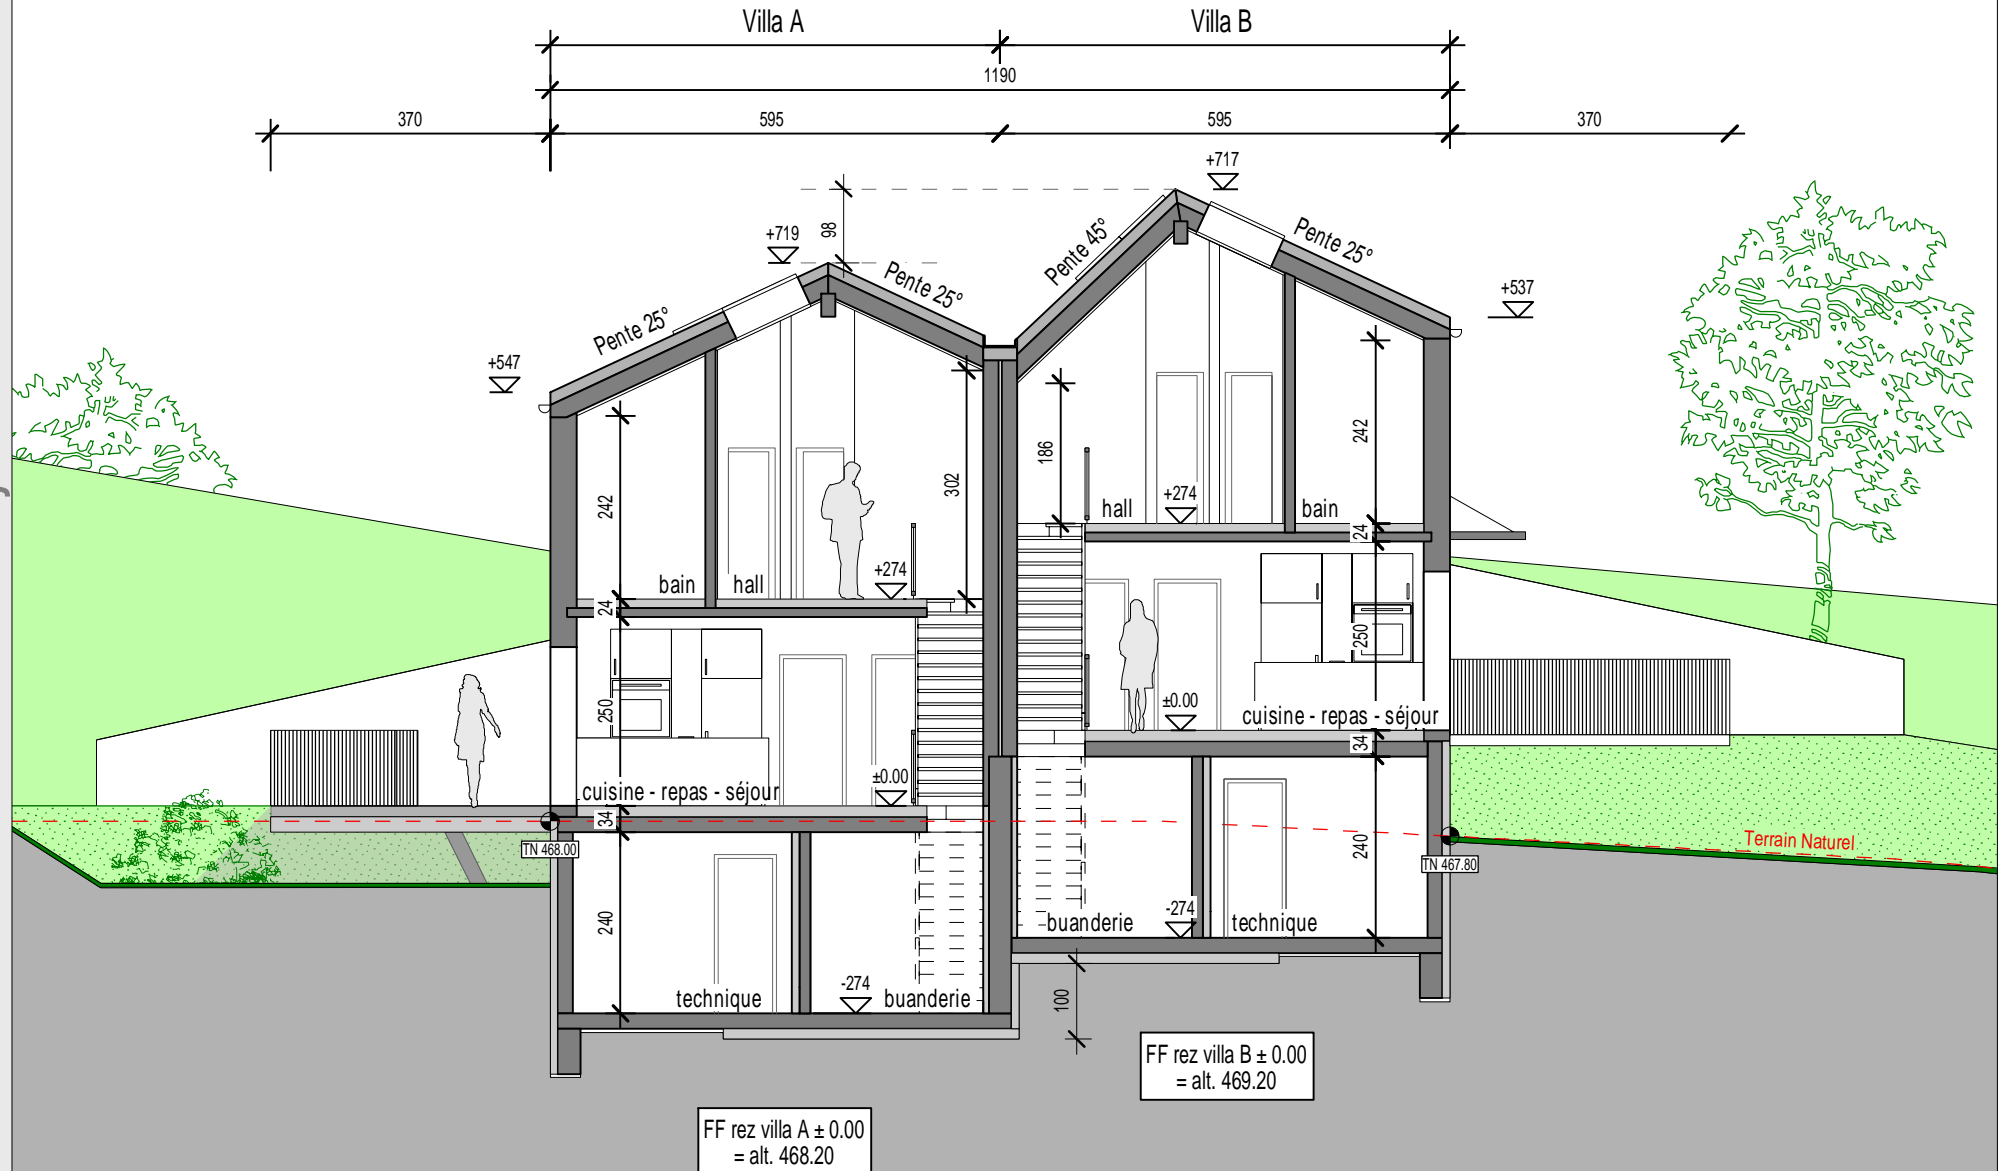 Villa A
Villa B
1190
370
595
595
370
+717
+719
98
Pente 45°
Pente 25°
Pente 25°
Pente 25°
+537
+547
242
302
186
242
hall
+274
bain
24
bain
hall
+274
24
250
250
±0.00
cuisine - repas - séjour
34
±0.00
cuisine - repas - séjour
34
TN 468.00
Terrain Naturel
TN 467.80
240
240
buanderie
-274
technique
technique
-274
buanderie
100
FF rez villa B ± 0.00
= alt. 469.20
FF rez villa A ± 0.00
= alt. 468.20